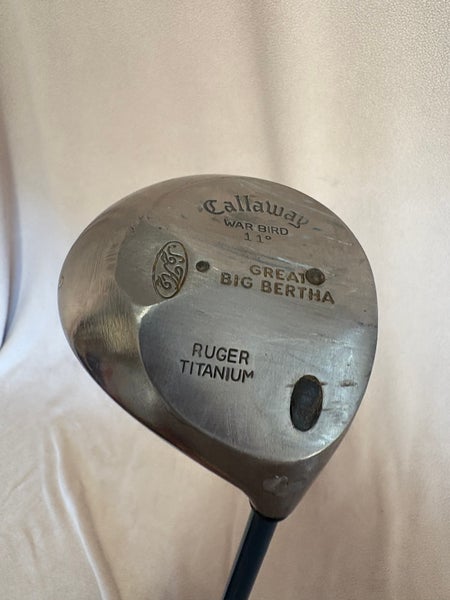 Callaway
WAR BIRD
11°
GREAT
BIG BERTHA
RUGER
TITANIUM